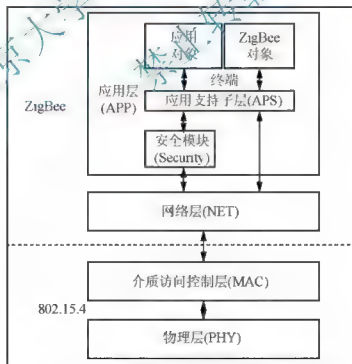 应用
对象
ZigBee
对象
终端
应用层
(APP)
应用支持子层(APS)
ZigBee
安全模块
(Security)
网络层(NET)
介质访问控制层(MAC)
802.15.4
物理层(PHY)